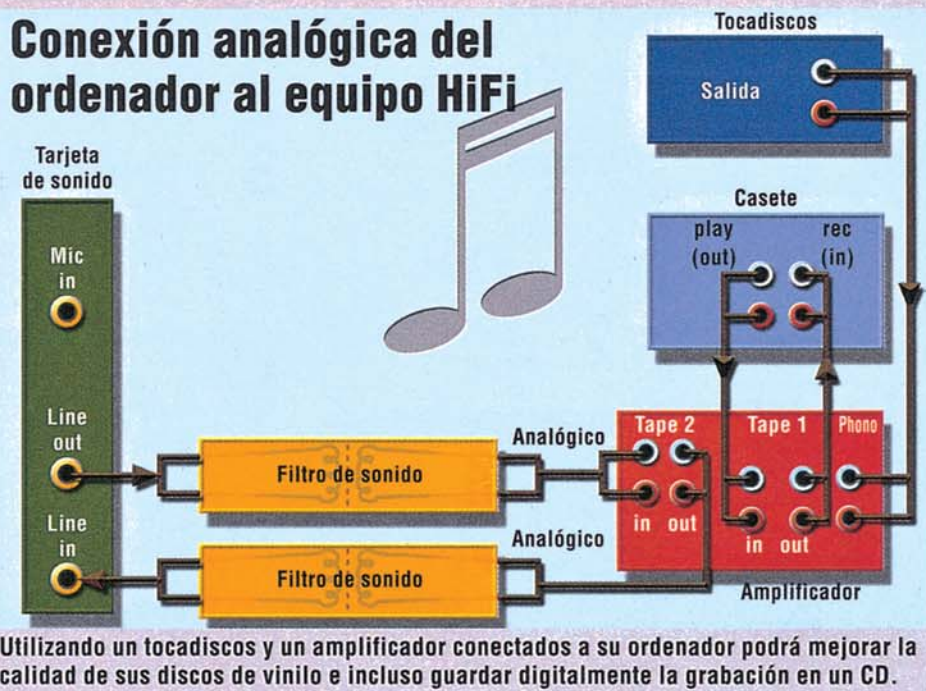 Conexión analógica del
ordenador al equipo HiFi
Tocadiscos
Salida
Tarjeta
de sonido
Mic
in
Line
out
Line
in
Casete
play
(out)
rec
(in)
Filtro de sonido
Analógico
Filtro de sonido
Analógico
Tape 2
in out
Tape 1
in out
Phono
Amplificador
Utilizando un tocadiscos y un amplificador conectados a su ordenador podrá mejorar la
calidad de sus discos de vinilo e incluso guardar digitalmente la grabación en un CD.